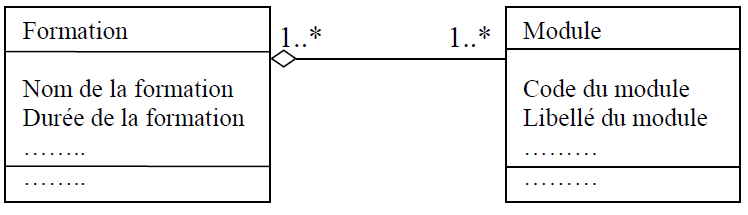 Formation
Nom de la formation
Durée de la formation
……..
……..
1..*
1..*
Module
Code du module
Libellé du module
………
………